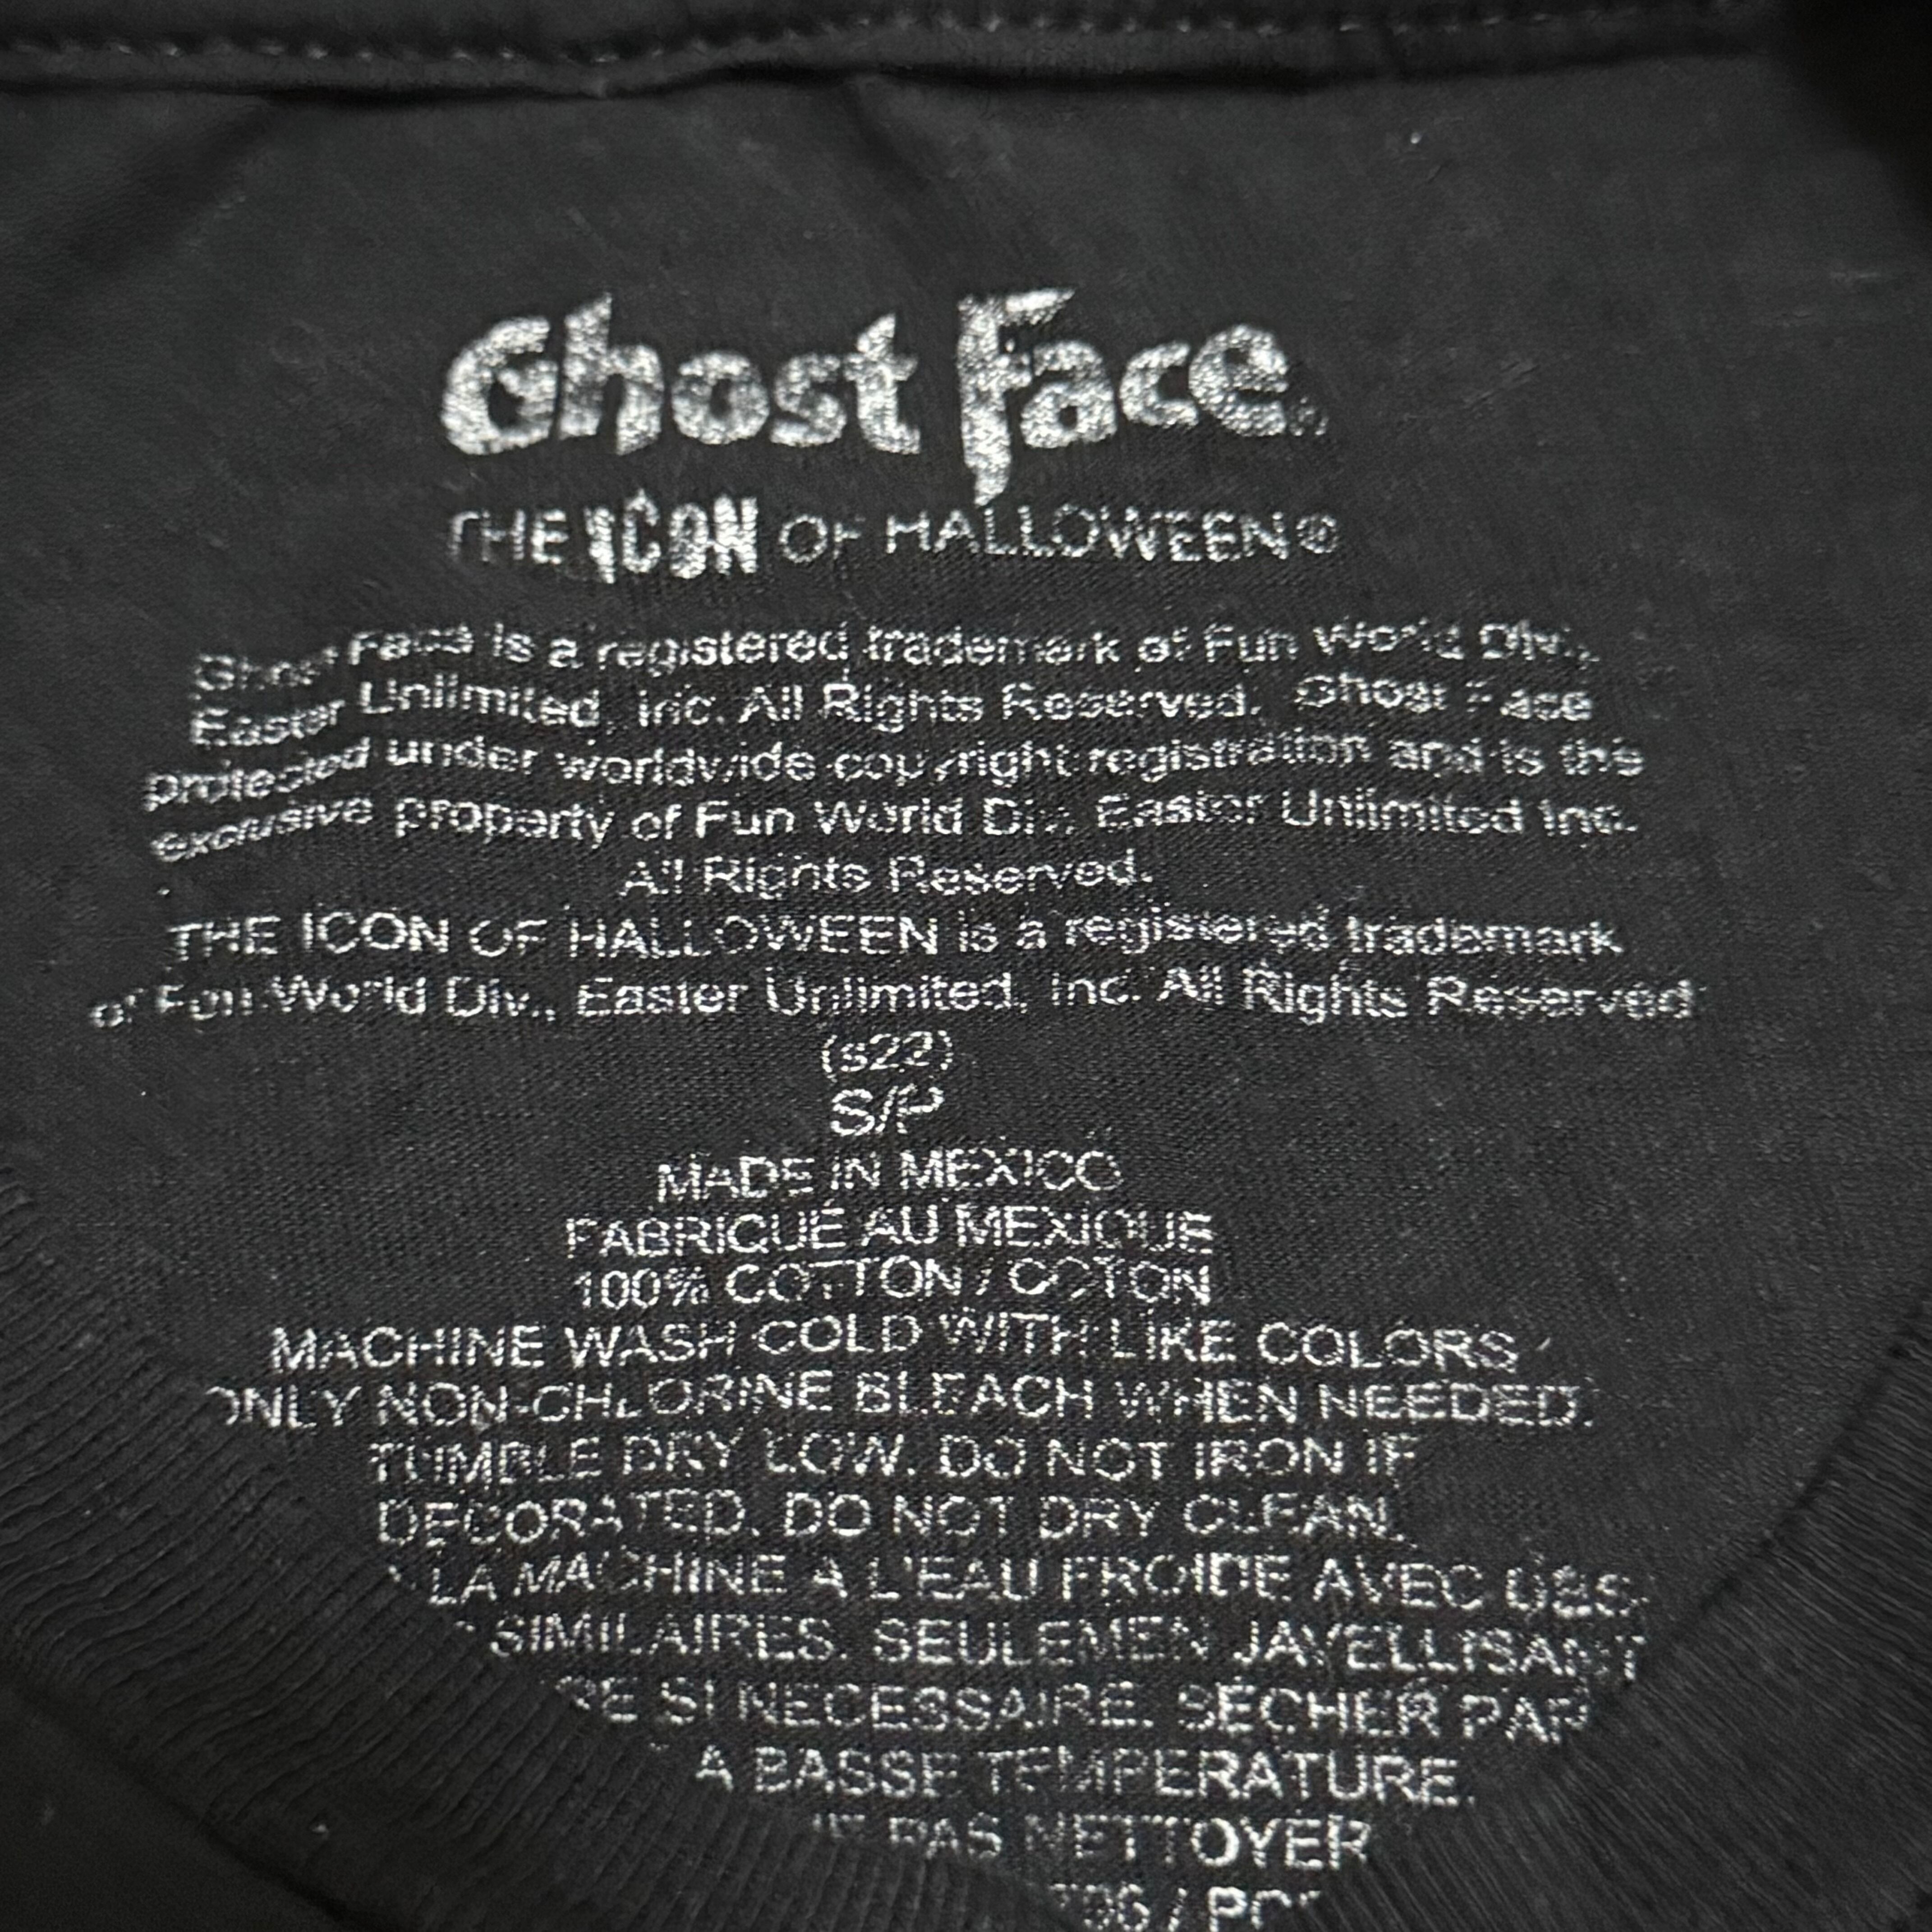 Ghost Face
THE ICON OF HALLOWEEN®
Ghost Face is a registered trademark of Fun World Div.,
Easter Unlimited, Inc. All Rights Reserved. Ghost Face
protected under worldwide copyright registration and is the
exclusive property of Fun World Div. Easter Unlimited Inc.
All Rights Reserved.
THE ICON OF HALLOWEEN is a registered trademark
of Fun World Div., Easter Unlimited, Inc. All Rights Reserved
(s22)
S/P
MADE IN MEXICO
FABRIQUÉ AU MEXIQUE
100% COTTON / COTON
MACHINE WASH COLD WITH LIKE COLORS
ONLY NON-CHLORINE BLEACH WHEN NEEDED.
TUMBLE DRY LOW. DO NOT IRON IF
DECORATED. DO NOT DRY CLEAN.
LA MACHINE A L'EAU FROIDE AVEC DES
SIMILAIRES. SEULEMEN JAVELLISANT
SI NECESSAIRE. SÉCHER PAR
A BASSE TEMPERATURE.
PAS NETTOYER